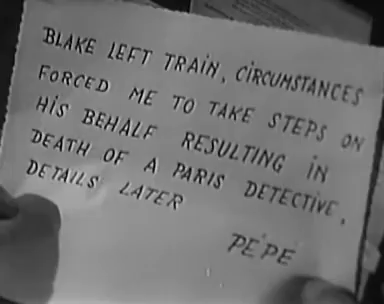 BLAKE LEFT TRAIN, CIRCUMSTANCES
FORCED ME TO TAKE STEPS ON
HIS BEHALF RESULTING IN
DEATH OF A PARIS DETECTIVE.
DETAILS LATER
PEPE